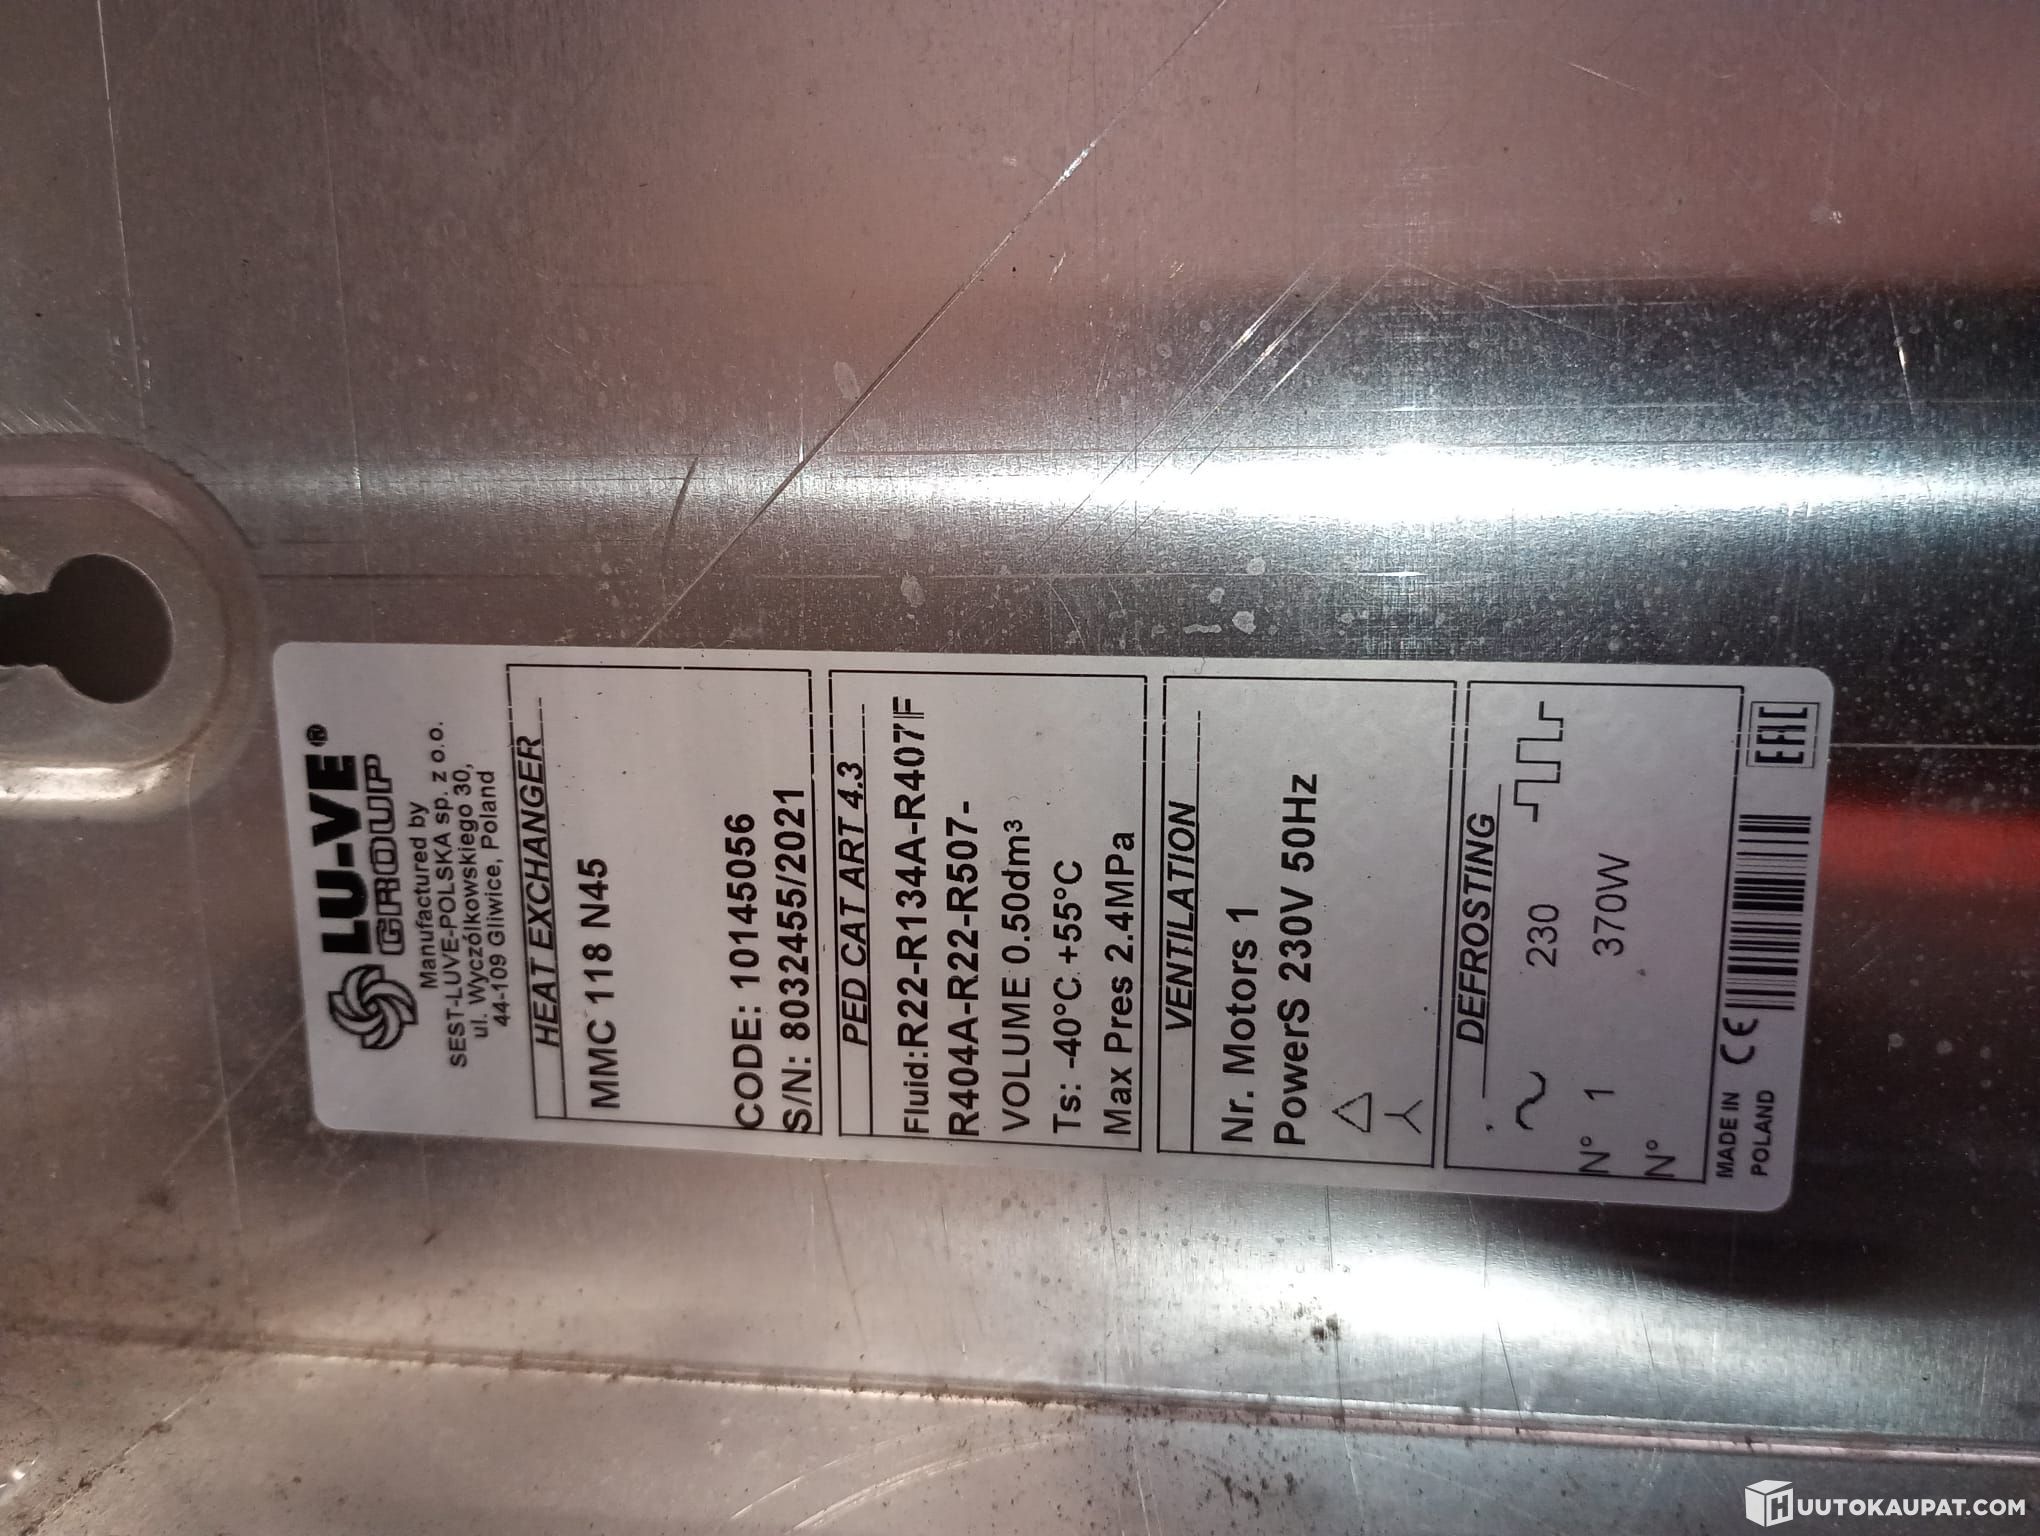 LU-VE®
GROUP
Manufactured by
SEST-LUVE-POLSKA sp. z o.o.
ul. Wyczółkowskiego 30,
44-109 Gliwice, Poland
HEAT EXCHANGER
MMC 118 N45
CODE: 10145056
S/N: 8032455/2021
PED CAT ART 4.3
Fluid:R22-R134A-R407F
R404A-R22-R507-
VOLUME 0.50dm³
Ts: -40°C +55°C
Max Pres 2.4MPa
VENTILATION
Nr. Motors 1
PowerS 230V 50Hz
DEFROSTING
230
N° 1 370W
N°
MADE IN
POLAND
CE
EAC
HUUTOKAUPAT.COM